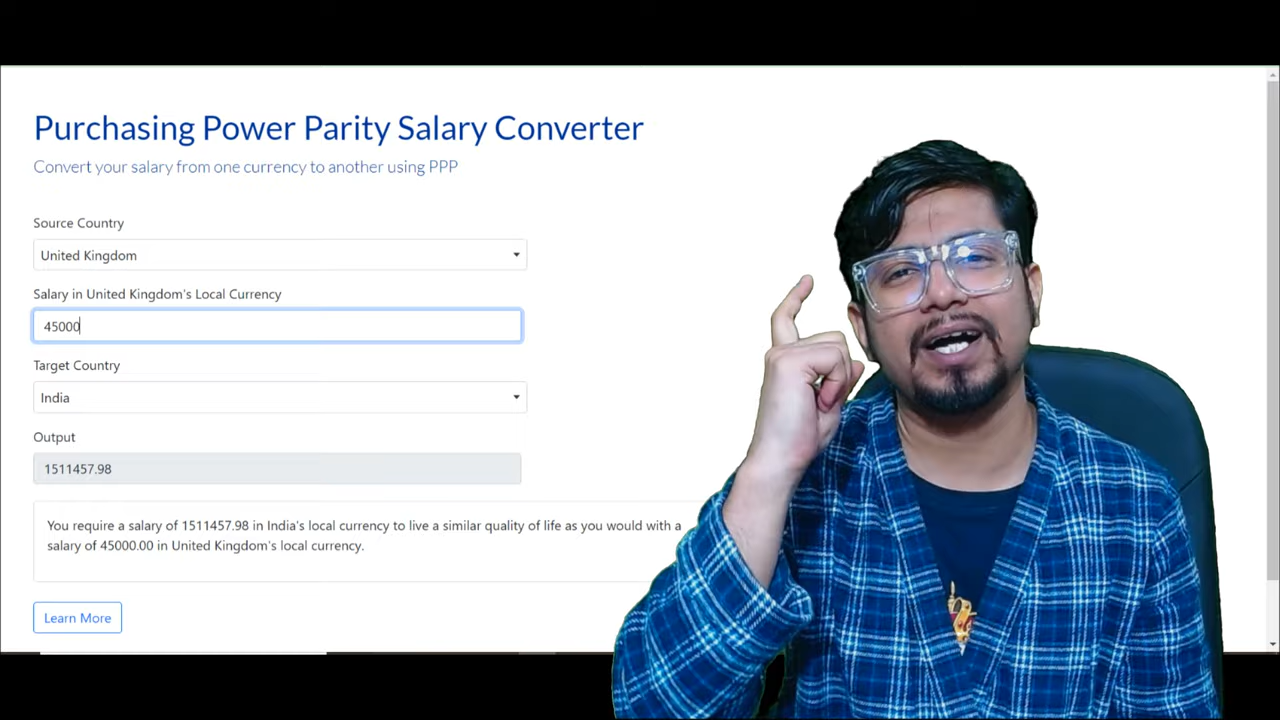 Purchasing Power Parity Salary Converter
Convert your salary from one currency to another using PPP
Source Country
United Kingdom
Salary in United Kingdom's Local Currency
45000
Target Country
India
Output
1511457.98
You require a salary of 1511457.98 in India's local currency to live a similar quality of life as you would with a
salary of 45000.00 in United Kingdom's local currency.
Learn More